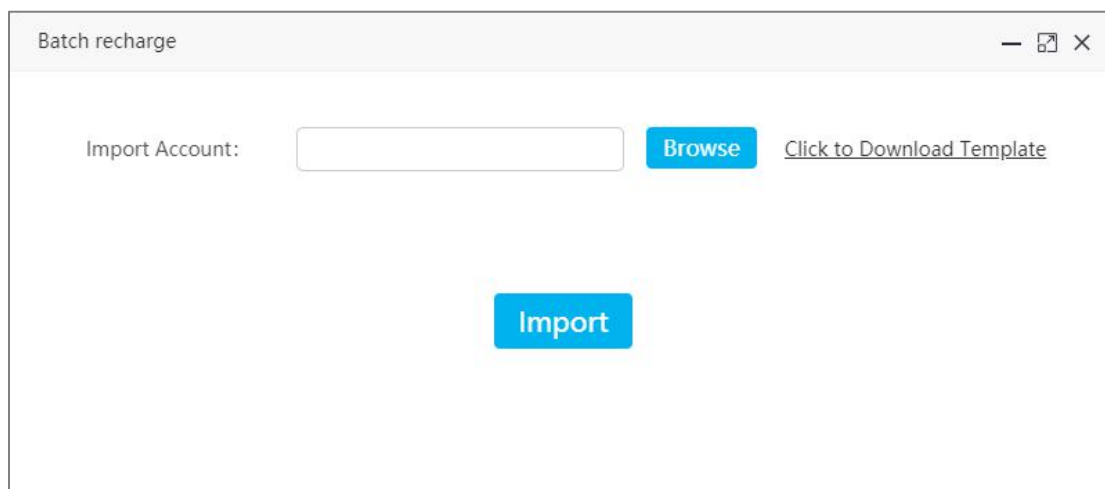 Batch recharge
Import Account: Browse Click to Download Template
Import